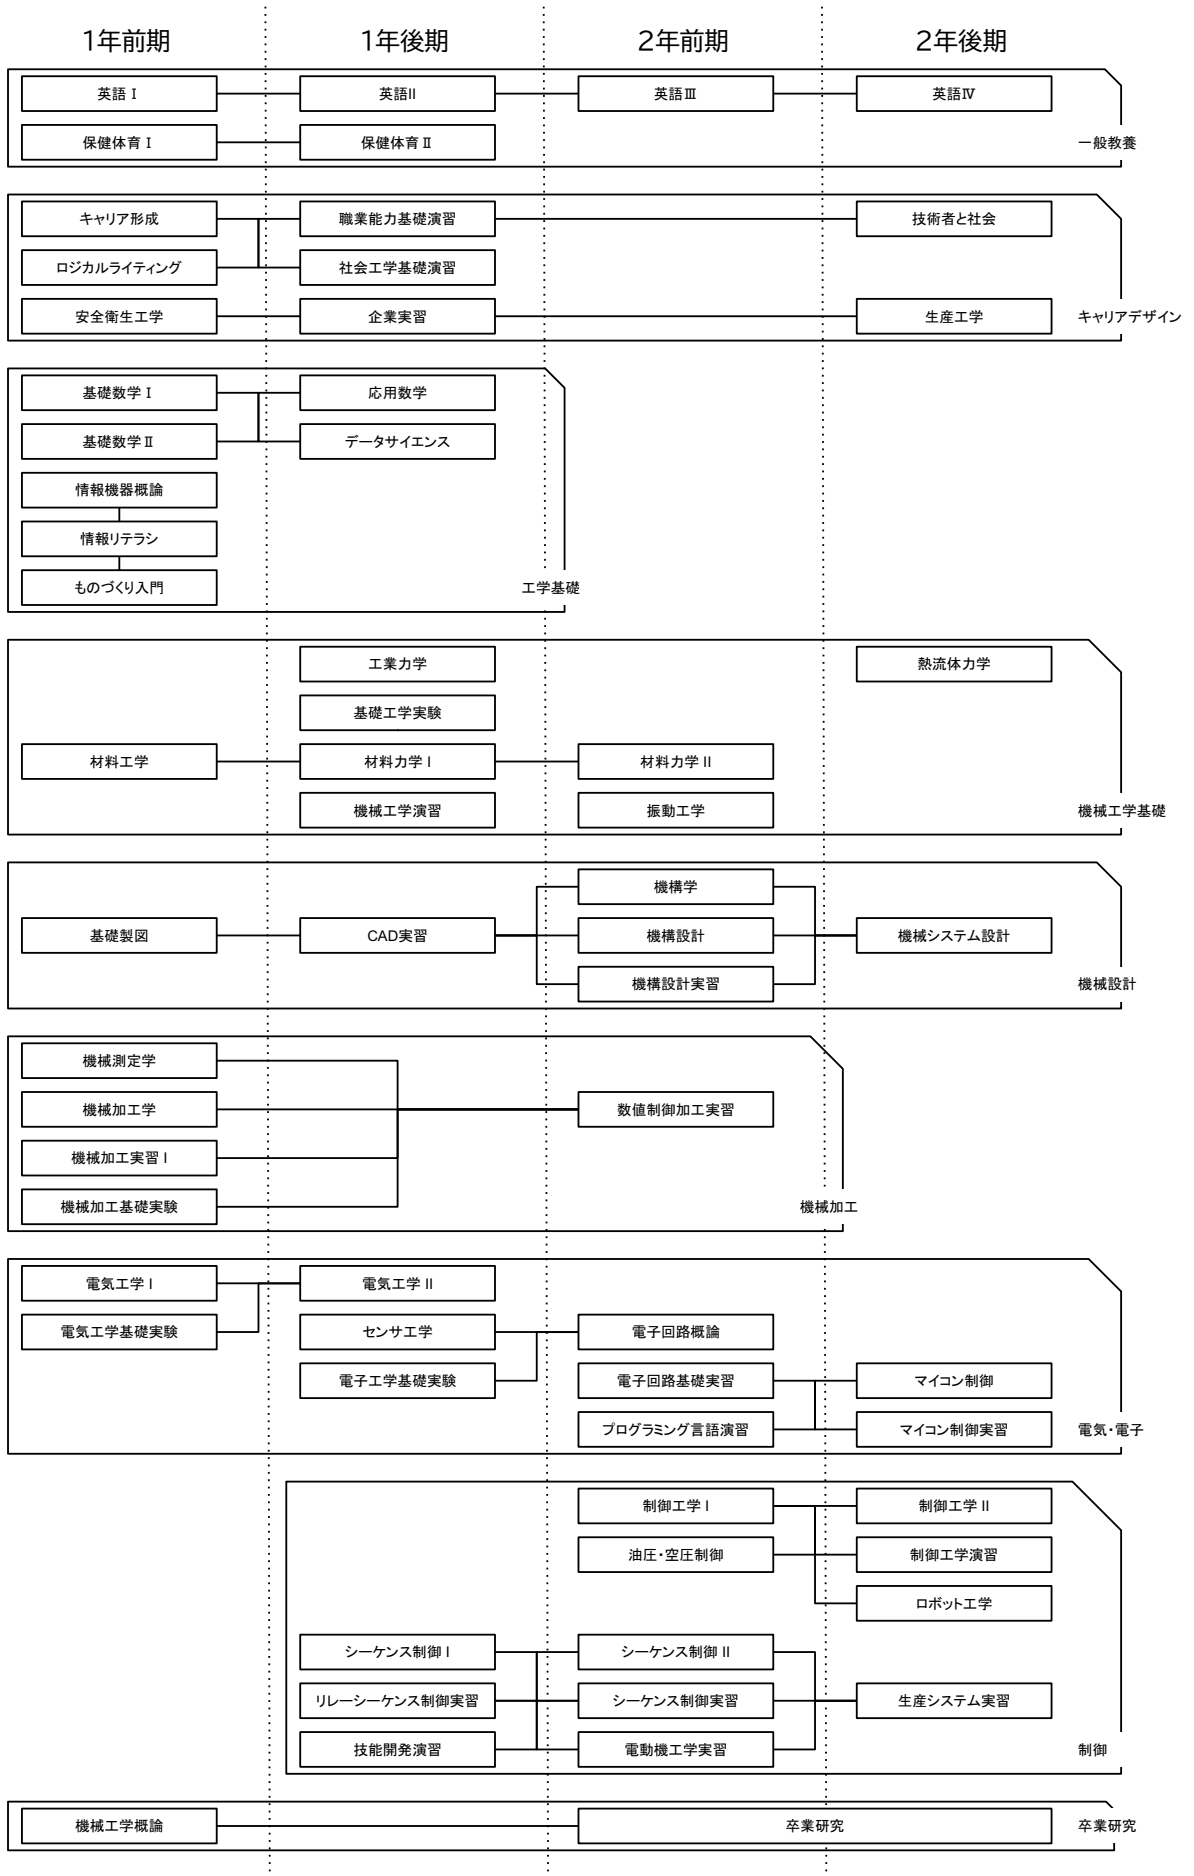 1年前期 1年後期 2年前期 2年後期
英語Ⅰ 英語II 英語Ⅲ 英語Ⅳ
保健体育Ⅰ 保健体育Ⅱ 一般教養
キャリア形成 職業能力基礎演習 技術者と社会
ロジカルライティング 社会工学基礎演習
安全衛生工学 企業実習 生産工学 キャリアデザイン
基礎数学Ⅰ 応用数学
基礎数学Ⅱ データサイエンス
情報機器概論
情報リテラシ
ものづくり入門 工学基礎
工業力学 熱流体力学
基礎工学実験
材料工学 材料力学 I 材料力学 II
機械工学演習 振動工学 機械工学基礎
機構学
基礎製図 CAD実習 機構設計 機械システム設計
機構設計実習 機械設計
機械測定学
機械加工学 数値制御加工実習
機械加工実習 I
機械加工基礎実験 機械加工
電気工学 I 電気工学 II
電気工学基礎実験 センサ工学 電子回路概論
電子工学基礎実験 電子回路基礎実習 マイコン制御
プログラミング言語演習 マイコン制御実習 電気・電子
制御工学 I 制御工学 II
油圧・空圧制御 制御工学演習
ロボット工学
シーケンス制御 I シーケンス制御 II
リレーシーケンス制御実習 シーケンス制御実習 生産システム実習
技能開発演習 電動機工学実習 制御
機械工学概論 卒業研究 卒業研究